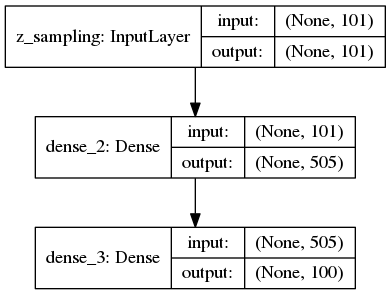 z_sampling: InputLayer
input: (None, 101)
output: (None, 101)
dense_2: Dense
input: (None, 101)
output: (None, 505)
dense_3: Dense
input: (None, 505)
output: (None, 100)